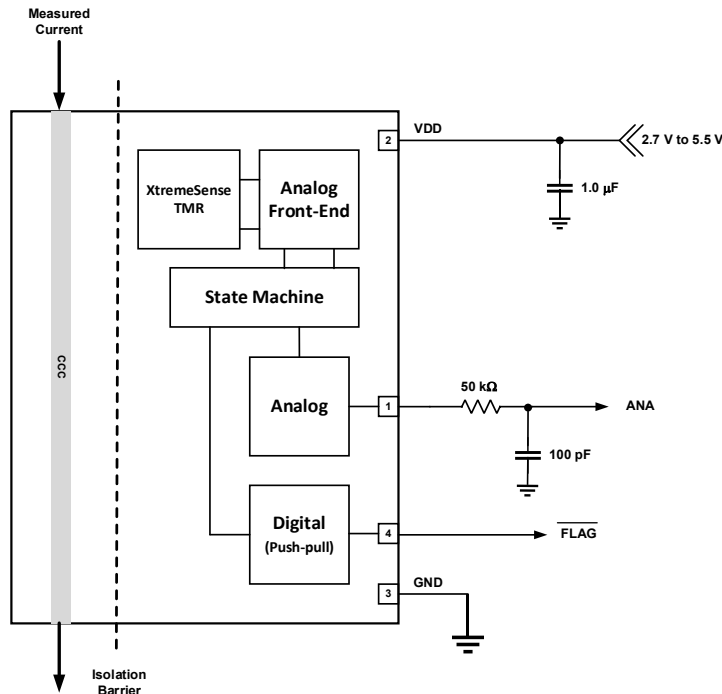 Measured
Current
2
VDD
2.7 V to 5.5 V
1.0 μF
XtremeSense
TMR
Analog
Front-End
State Machine
CCC
Analog
1
50 kΩ
ANA
100 pF
Digital
(Push-pull)
4
FLAG
3
GND
Isolation
Barrier